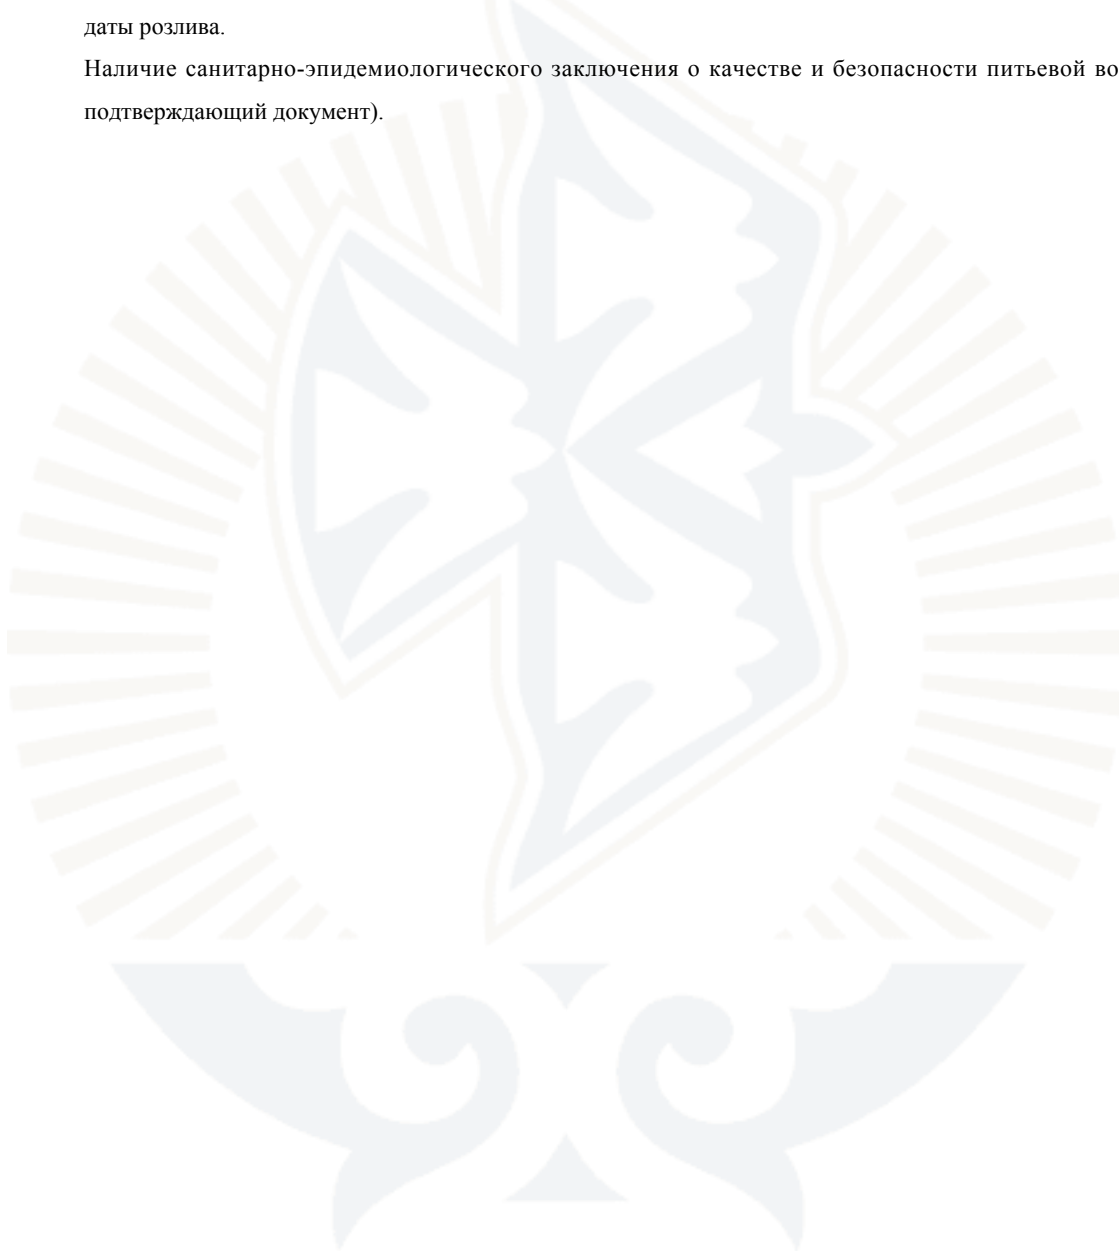 даты розлива.
Наличие санитарно-эпидемиологического заключения о качестве и безопасности питьевой во
подтверждающий документ).